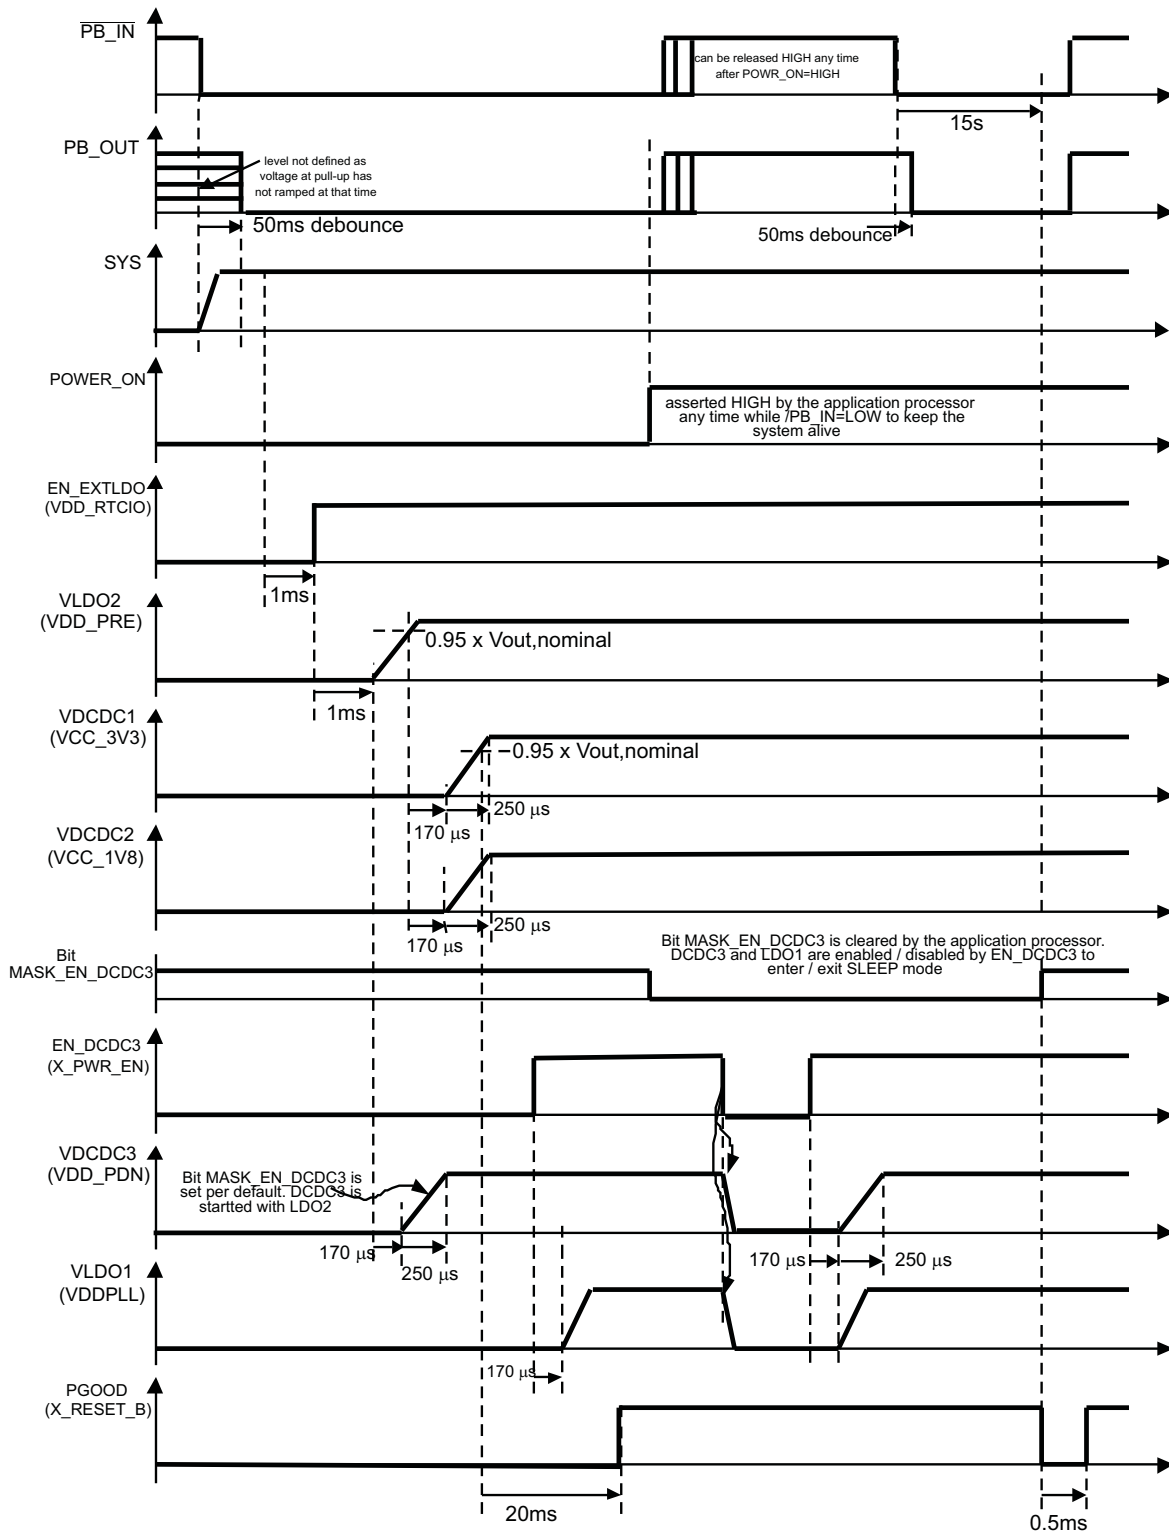 PB_IN
can be released HIGH any time
after POWR_ON=HIGH
15s
PB_OUT
level not defined as
voltage at pull-up has
not ramped at that time
50ms debounce
50ms debounce
SYS
POWER_ON
asserted HIGH by the application processor
any time while /PB_IN=LOW to keep the
system alive
EN_EXTLDO
(VDD_RTCIO)
1ms
VLDO2
(VDD_PRE)
0.95 x Vout,nominal
1ms
VDCDC1
(VCC_3V3)
0.95 x Vout,nominal
250 µs
170 µs
VDCDC2
(VCC_1V8)
250 µs
170 µs
Bit
MASK_EN_DCDC3
Bit MASK_EN_DCDC3 is cleared by the application processor.
DCDC3 and LDO1 are enabled / disabled by EN_DCDC3 to
enter / exit SLEEP mode
EN_DCDC3
(X_PWR_EN)
VDCDC3
(VDD_PDN)
Bit MASK_EN_DCDC3 is
set per default. DCDC3 is
startted with LDO2
170 µs
250 µs
170 µs
250 µs
VLDO1
(VDDPLL)
170 µs
PGOOD
(X_RESET_B)
20ms
0.5ms